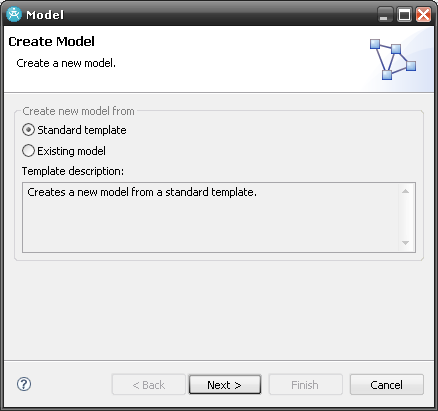 Model
Create Model
Create a new model.
Create new model from
Standard template
Existing model
Template description:
Creates a new model from a standard template.
?
< Back
Next >
Finish
Cancel